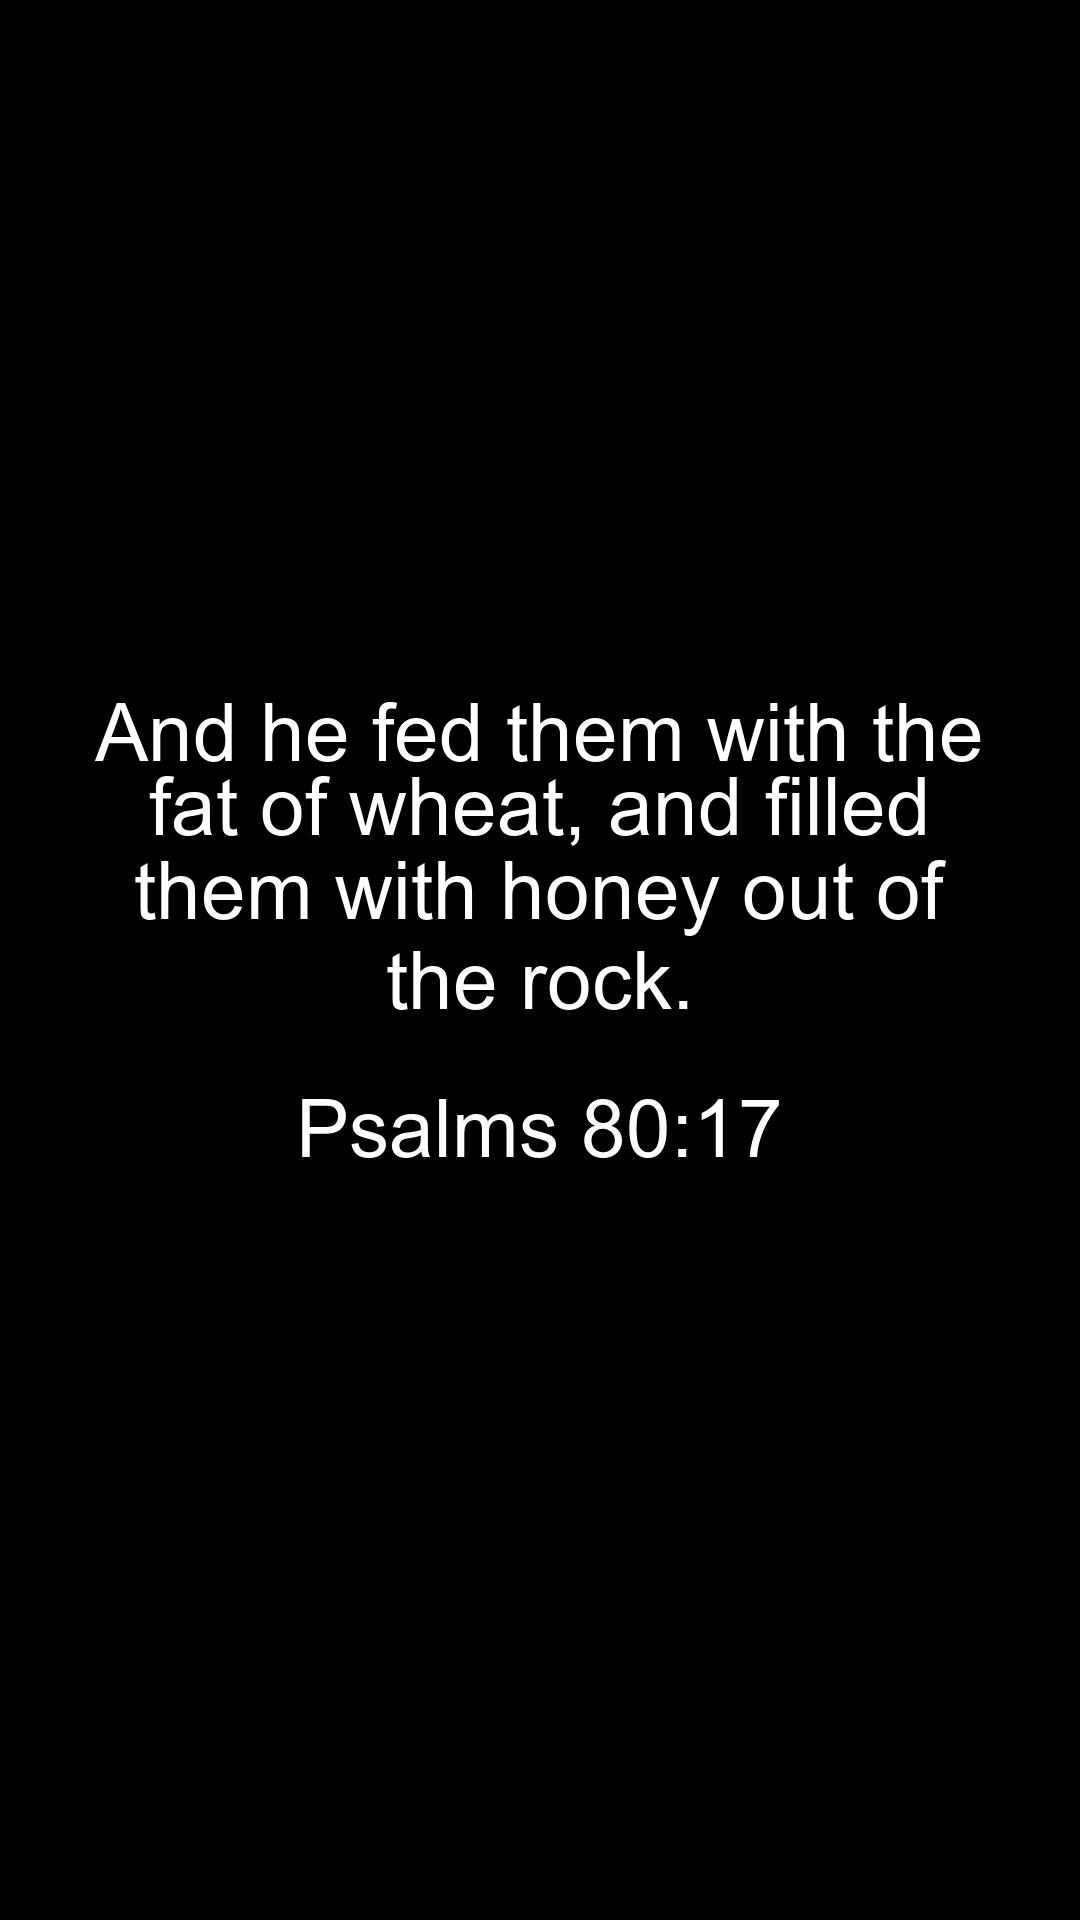 And he fed them with the
fat of wheat, and filled
them with honey out of
the rock.
Psalms 80:17